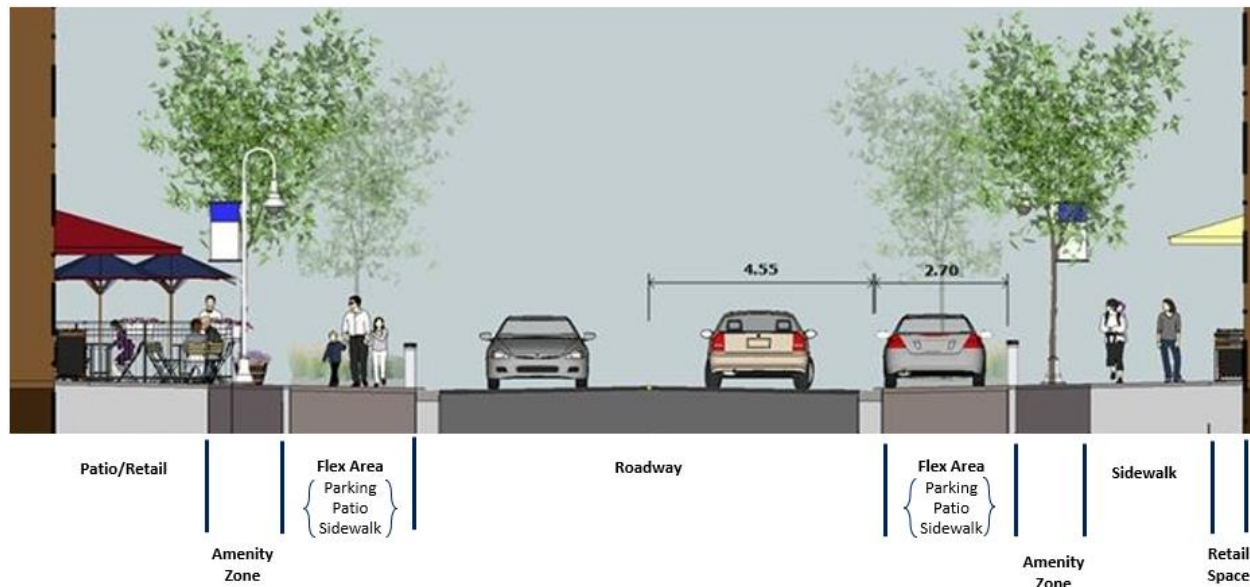 4.55
2.70
Patio/Retail
Amenity
Zone
Flex Area
Parking
Patio
Sidewalk
Roadway
Flex Area
Parking
Patio
Sidewalk
Amenity
Zone
Sidewalk
Retail
Space